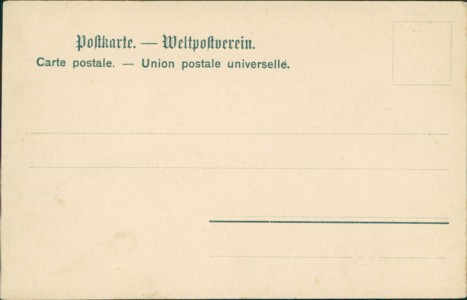 Postkarte. — Weltpostverein.
Carte postale. — Union postale universelle.